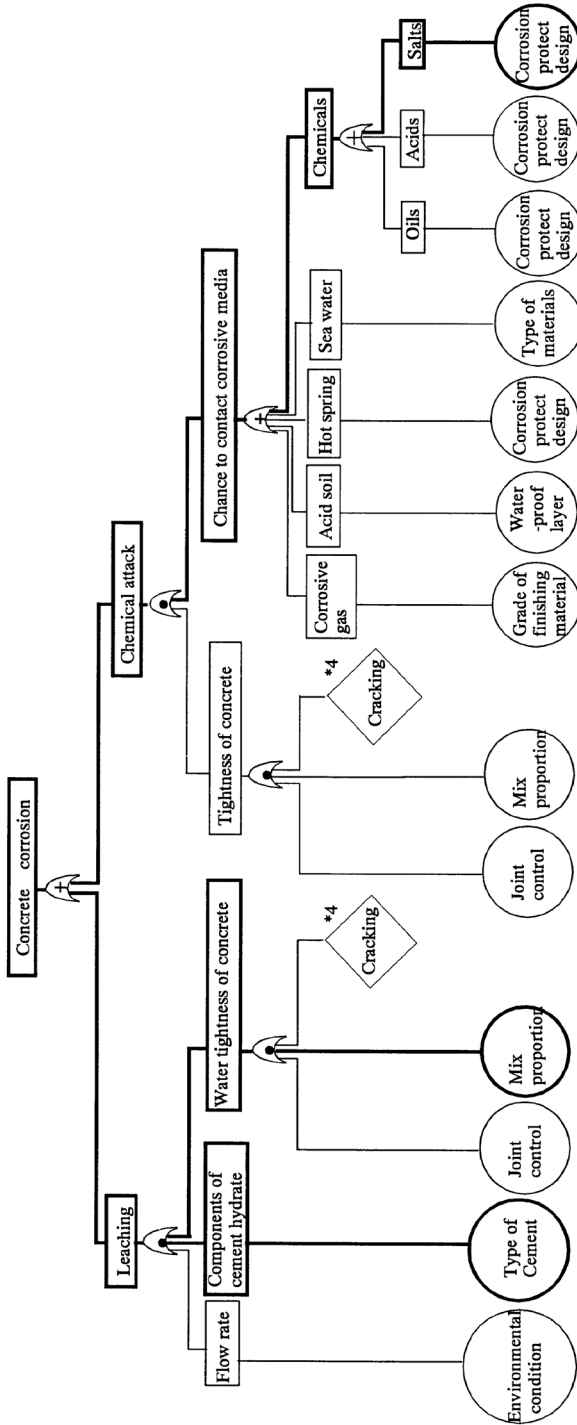 Concrete corrosion
+
Leaching
Chemical attack
Flow rate
Components of
cement hydrate
Water tightness of concrete
Tightness of concrete
Chance to contact corrosive media
+
*4
Cracking
*4
Cracking
Corrosive
gas
Acid soil
Hot spring
Sea water
Chemicals
+
Oils
Acids
Salts
Environmental
condition
Type of
Cement
Joint
control
Mix
proportion
Joint
control
Mix
proportion
Grade of
finishing
material
Water
-proof
layer
Corrosion
protect
design
Type of
materials
Corrosion
protect
design
Corrosion
protect
design
Corrosion
protect
design